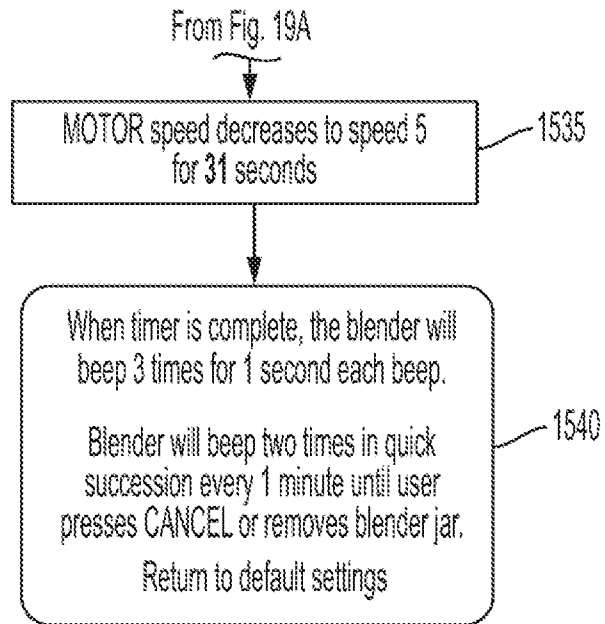 From Fig. 19A
MOTOR speed decreases to speed 5
for 31 seconds
1535
When timer is complete, the blender will
beep 3 times for 1 second each beep.
Blender will beep two times in quick
succession every 1 minute until user
presses CANCEL or removes blender jar.
Return to default settings
1540